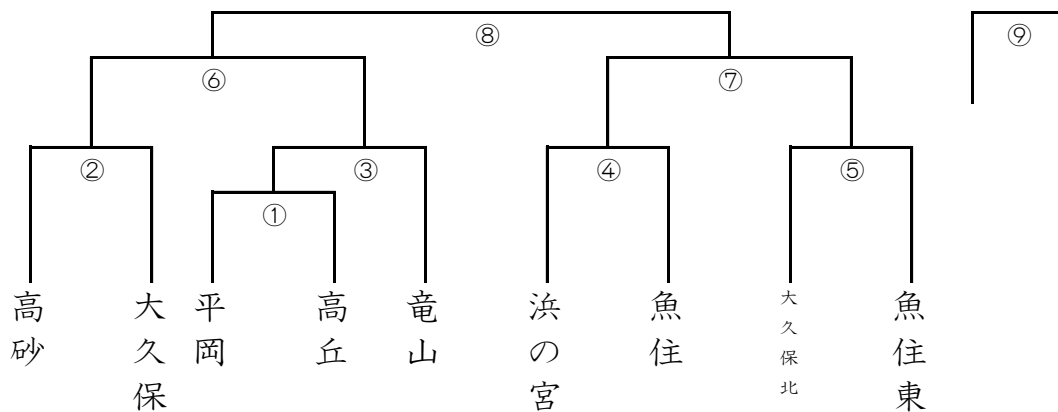 ⑧
⑨
⑥
⑦
②
③
④
⑤
①
高砂
大久保
平岡
高丘
竜山
浜の宮
魚住
大久保北
魚住東